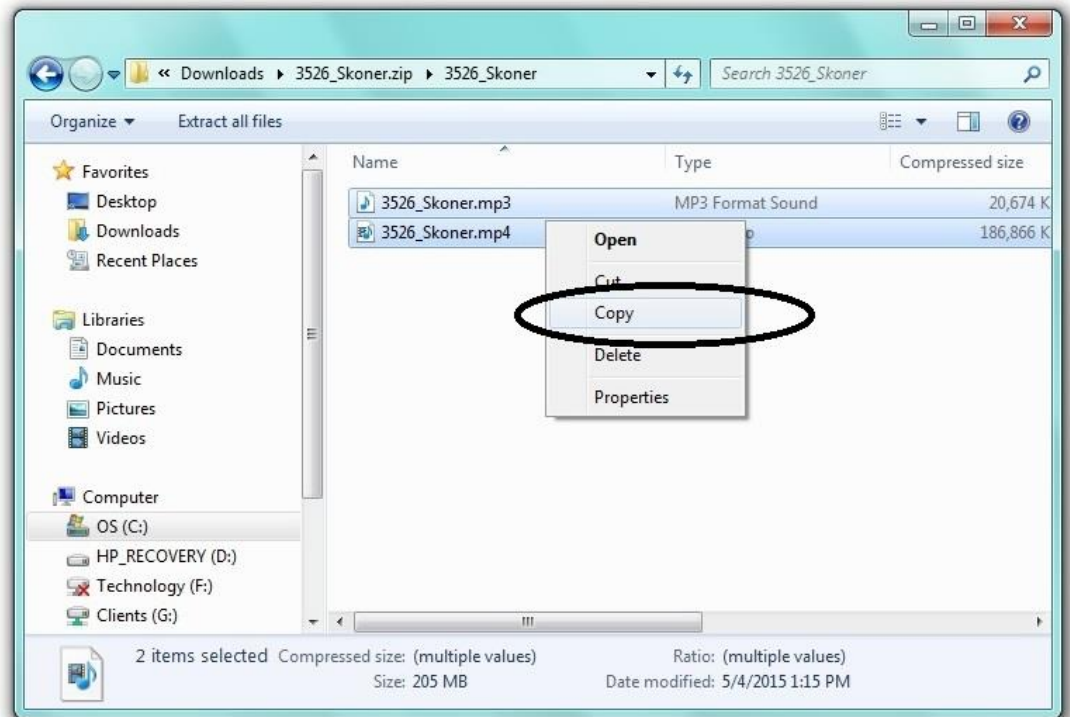 « Downloads ▸ 3526_Skoner.zip ▸ 3526_Skoner
Search 3526_Skoner
Organize ▾ Extract all files
Name Type Compressed size
Favorites
Desktop
Downloads
Recent Places
Libraries
Documents
Music
Pictures
Videos
Computer
OS (C:)
HP_RECOVERY (D:)
Technology (F:)
Clients (G:)
3526_Skoner.mp3 MP3 Format Sound 20,674 K
3526_Skoner.mp4 186,866 K
Open
Cut
Copy
Delete
Properties
2 items selected Compressed size: (multiple values) Ratio: (multiple values)
Size: 205 MB Date modified: 5/4/2015 1:15 PM